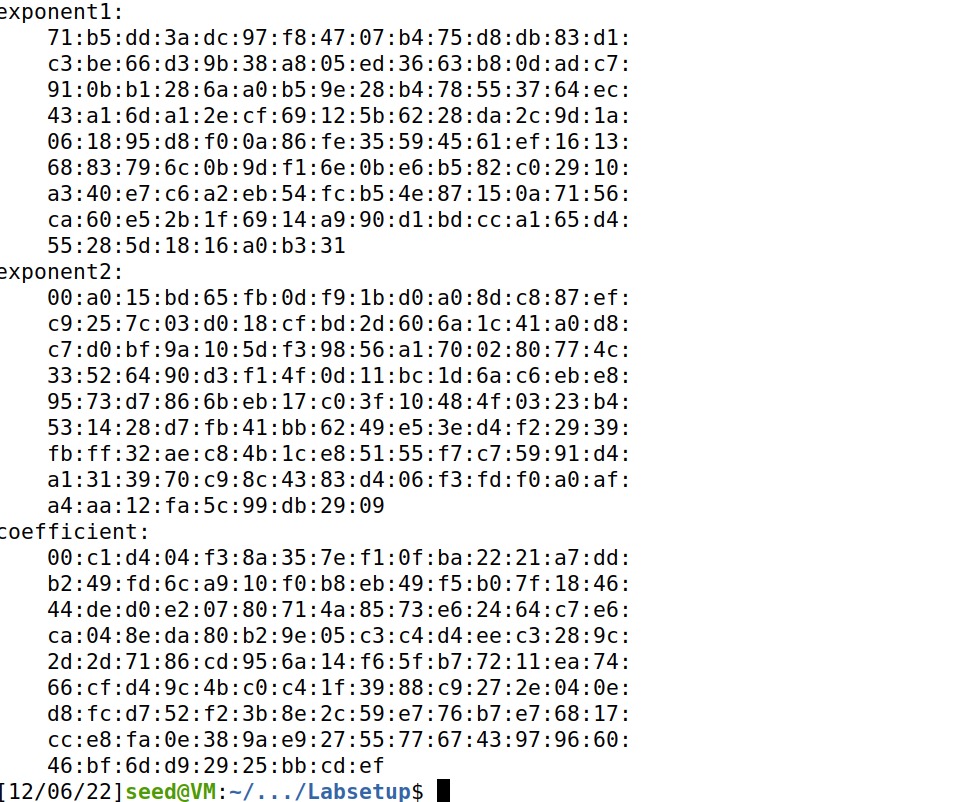 exponent1:
71:b5:dd:3a:dc:97:f8:47:07:b4:75:d8:db:83:d1:
c3:be:66:d3:9b:38:a8:05:ed:36:63:b8:0d:ad:c7:
91:0b:b1:28:6a:a0:b5:9e:28:b4:78:55:37:64:ec:
43:a1:6d:a1:2e:cf:69:12:5b:62:28:da:2c:9d:1a:
06:18:95:d8:f0:0a:86:fe:35:59:45:61:ef:16:13:
68:83:79:6c:0b:9d:f1:6e:0b:e6:b5:82:c0:29:10:
a3:40:e7:c6:a2:eb:54:fc:b5:4e:87:15:0a:71:56:
ca:60:e5:2b:1f:69:14:a9:90:d1:bd:cc:a1:65:d4:
55:28:5d:18:16:a0:b3:31
exponent2:
00:a0:15:bd:65:fb:0d:f9:1b:d0:a0:8d:c8:87:ef:
c9:25:7c:03:d0:18:cf:bd:2d:60:6a:1c:41:a0:d8:
c7:d0:bf:9a:10:5d:f3:98:56:a1:70:02:80:77:4c:
33:52:64:90:d3:f1:4f:0d:11:bc:1d:6a:c6:eb:e8:
95:73:d7:86:6b:eb:17:c0:3f:10:48:4f:03:23:b4:
53:14:28:d7:fb:41:bb:62:49:e5:3e:d4:f2:29:39:
fb:ff:32:ae:c8:4b:1c:e8:51:55:f7:c7:59:91:d4:
a1:31:39:70:c9:8c:43:83:d4:06:f3:fd:f0:a0:af:
a4:aa:12:fa:5c:99:db:29:09
coefficient:
00:c1:d4:04:f3:8a:35:7e:f1:0f:ba:22:21:a7:dd:
b2:49:fd:6c:a9:10:f0:b8:eb:49:f5:b0:7f:18:46:
44:de:d0:e2:07:80:71:4a:85:73:e6:24:64:c7:e6:
ca:04:8e:da:80:b2:9e:05:c3:c4:d4:ee:c3:28:9c:
2d:2d:71:86:cd:95:6a:14:f6:5f:b7:72:11:ea:74:
66:cf:d4:9c:4b:c0:c4:1f:39:88:c9:27:2e:04:0e:
d8:fc:d7:52:f2:3b:8e:2c:59:e7:76:b7:e7:68:17:
cc:e8:fa:0e:38:9a:e9:27:55:77:67:43:97:96:60:
46:bf:6d:d9:29:25:bb:cd:ef
[12/06/22]seed@VM:~/.../Labsetup$